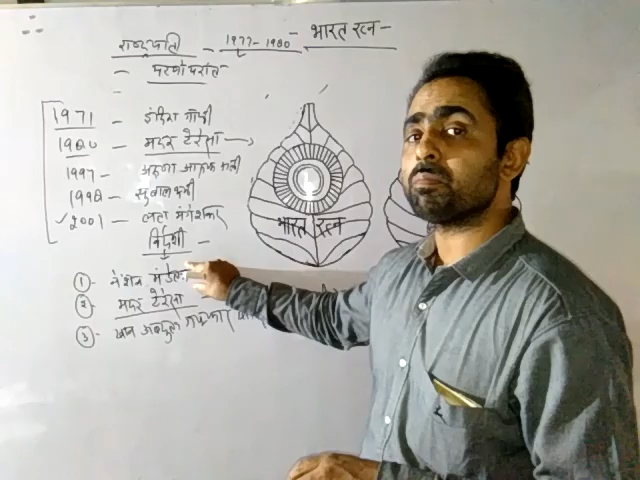 राष्ट्रपति - 1977-1980 - भारत रत्न -
- मरणोपरांत -
1971 - इंदिरा गाँधी
1980 - मदर टेरेसा
1997 - अरुणा आसफ अली
1998 - सुब्बालक्ष्मी
✓2001 - लता मंगेशकर
विदेशी -
① नेल्सन मंडेला
② मदर टेरेसा -
③ खान अब्दुल गफ्फार
भारत रत्न